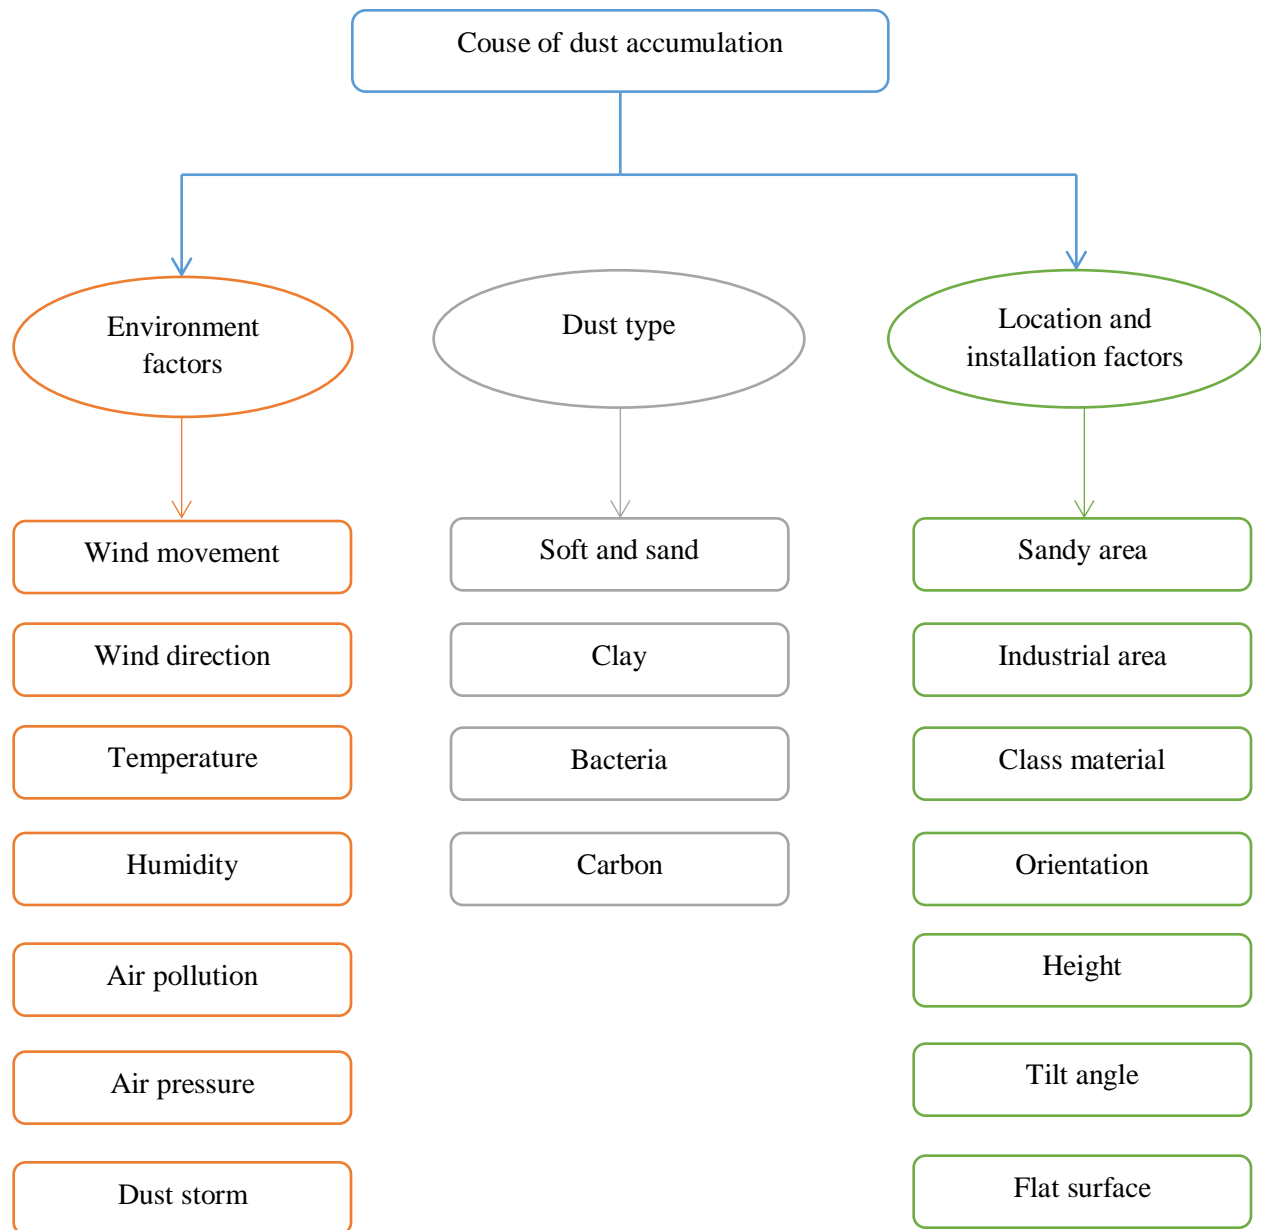 Couse of dust accumulation
Environment
factors
Dust type
Location and
installation factors
Wind movement
Soft and sand
Sandy area
Wind direction
Clay
Industrial area
Temperature
Bacteria
Class material
Humidity
Carbon
Orientation
Air pollution
Height
Air pressure
Tilt angle
Dust storm
Flat surface